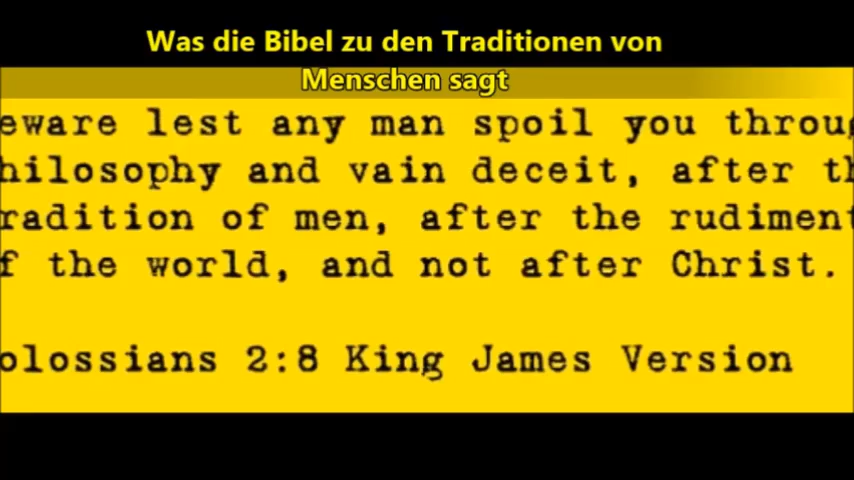 Was die Bibel zu den Traditionen von
Menschen sagt
eware lest any man spoil you throug
hilosophy and vain deceit, after th
radition of men, after the rudiment
f the world, and not after Christ.
olossians 2:8 King James Version